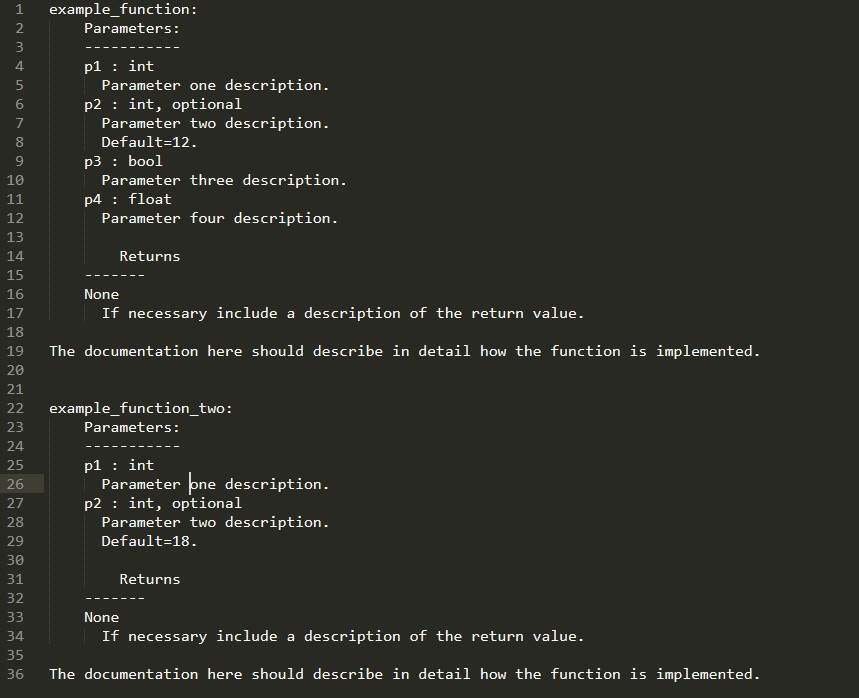 1 example_function:
2     Parameters:
3     -----------
4     p1 : int
5       Parameter one description.
6     p2 : int, optional
7       Parameter two description.
8       Default=12.
9     p3 : bool
10       Parameter three description.
11     p4 : float
12       Parameter four description.
13
14         Returns
15     -------
16     None
17       If necessary include a description of the return value.
18
19 The documentation here should describe in detail how the function is implemented.
20
21
22 example_function_two:
23     Parameters:
24     -----------
25     p1 : int
26       Parameter one description.
27     p2 : int, optional
28       Parameter two description.
29       Default=18.
30
31         Returns
32     -------
33     None
34       If necessary include a description of the return value.
35
36 The documentation here should describe in detail how the function is implemented.